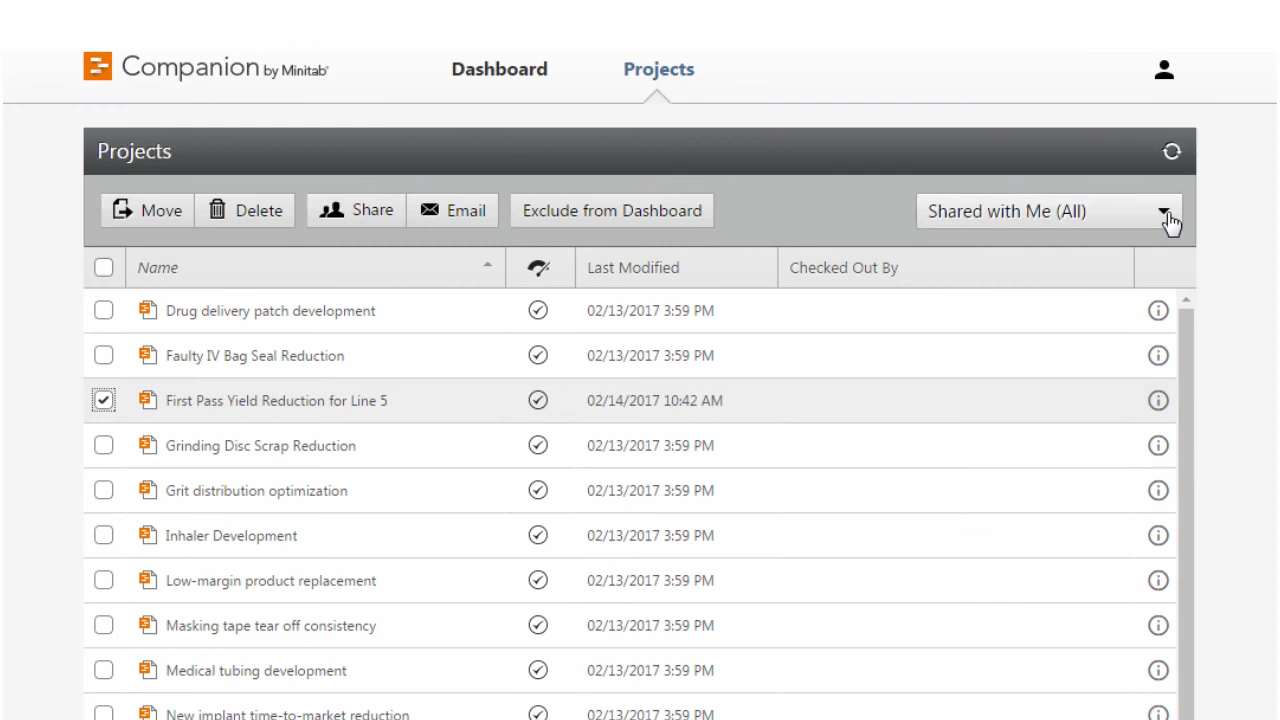 Companion by Minitab®
Dashboard
Projects
Projects
Move
Delete
Share
Email
Exclude from Dashboard
Shared with Me (All)
Name
Last Modified
Checked Out By
Drug delivery patch development 02/13/2017 3:59 PM
Faulty IV Bag Seal Reduction 02/13/2017 3:59 PM
First Pass Yield Reduction for Line 5 02/14/2017 10:42 AM
Grinding Disc Scrap Reduction 02/13/2017 3:59 PM
Grit distribution optimization 02/13/2017 3:59 PM
Inhaler Development 02/13/2017 3:59 PM
Low-margin product replacement 02/13/2017 3:59 PM
Masking tape tear off consistency 02/13/2017 3:59 PM
Medical tubing development 02/13/2017 3:59 PM
New implant time-to-market reduction 02/13/2017 3:59 PM